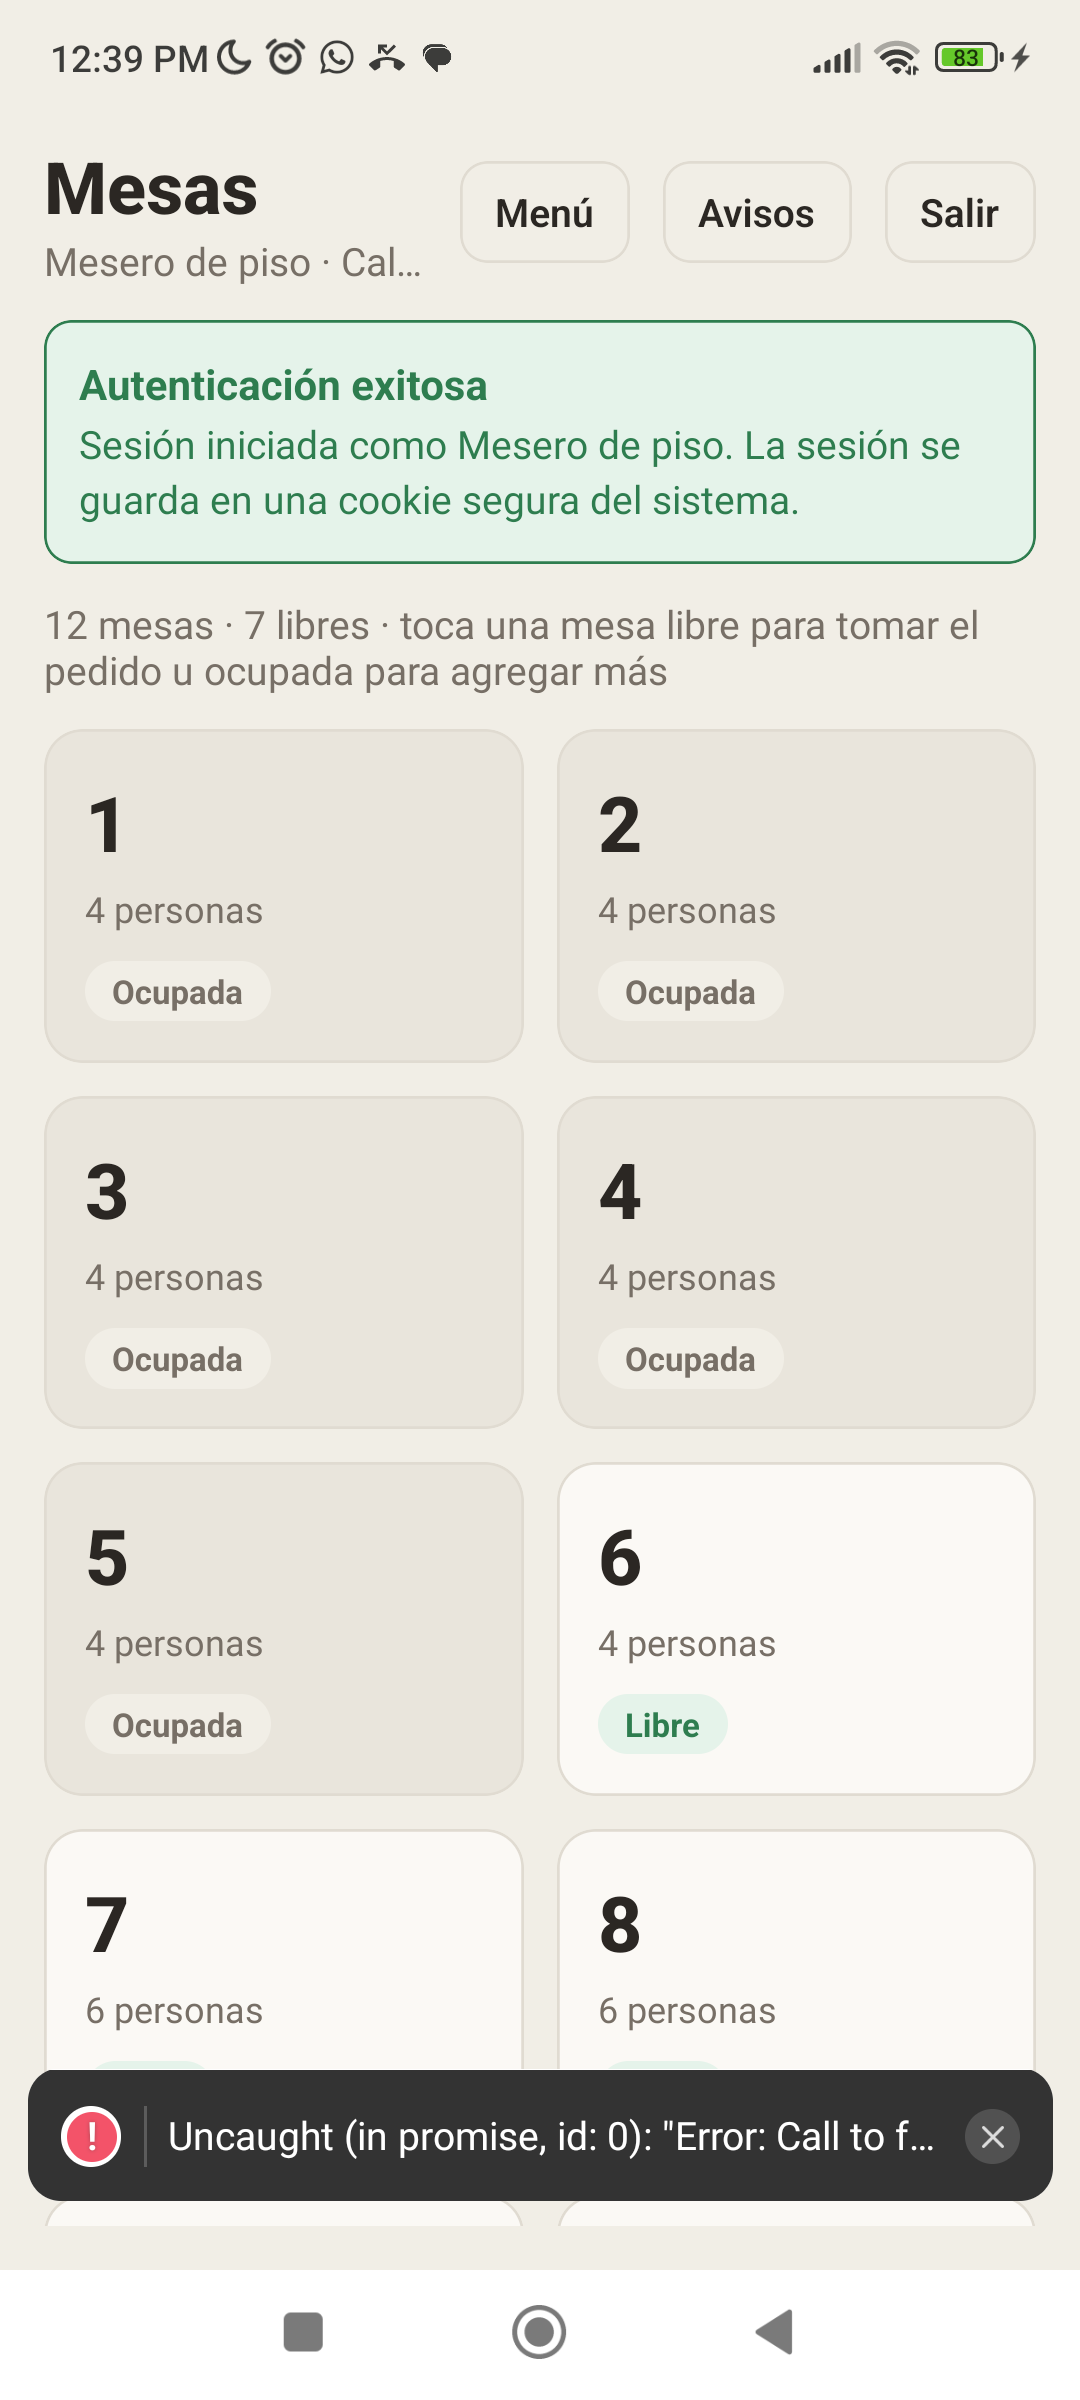 12:39 PM
83
Mesas
Menú
Avisos
Salir
Mesero de piso · Cal...
Autenticación exitosa
Sesión iniciada como Mesero de piso. La sesión se
guarda en una cookie segura del sistema.
12 mesas · 7 libres · toca una mesa libre para tomar el
pedido u ocupada para agregar más
1
4 personas
Ocupada
2
4 personas
Ocupada
3
4 personas
Ocupada
4
4 personas
Ocupada
5
4 personas
Ocupada
6
4 personas
Libre
7
6 personas
8
6 personas
! Uncaught (in promise, id: 0): "Error: Call to f...